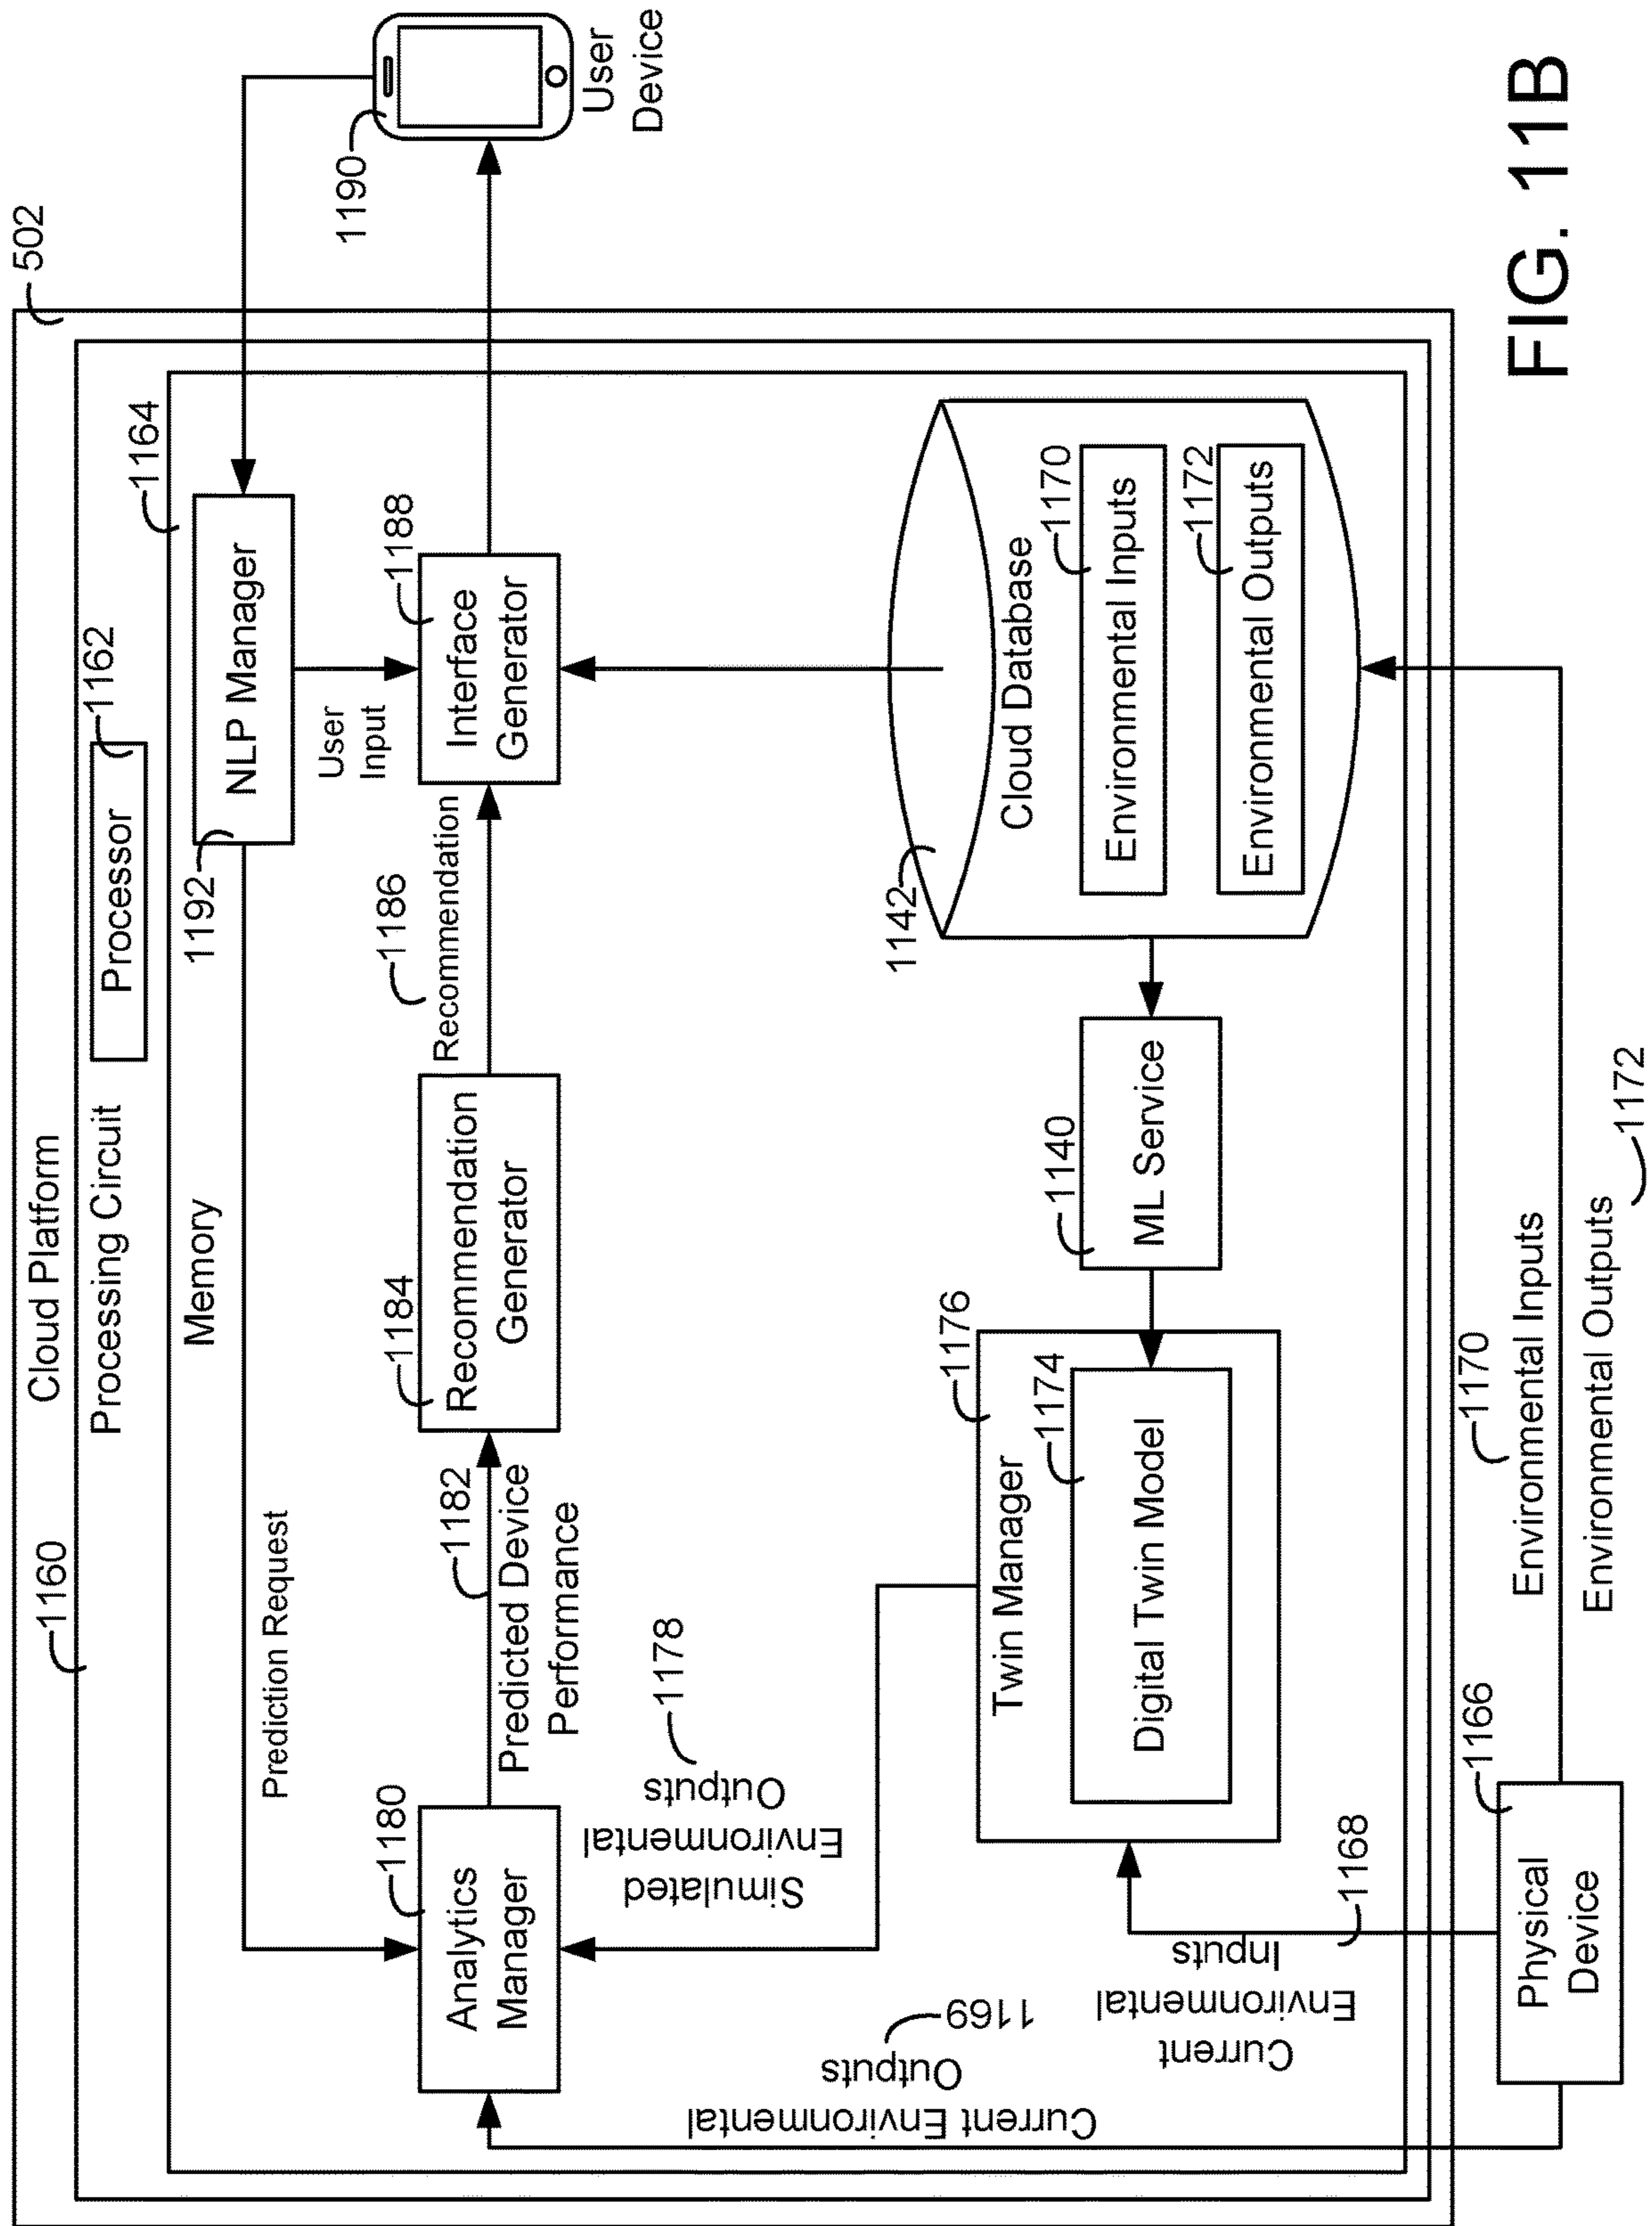 Cloud Platform
502
1160
Processing Circuit
Processor
1162
Memory
1164
Prediction Request
1192
NLP Manager
User
Input
1190
User
Device
1180
Analytics
Manager
1182
Predicted Device
Performance
1184
Recommendation
Generator
1186
Recommendation
1188
Interface
Generator
Simulated
Environmental
Outputs
1178
Current Environmental
Outputs
1169
1176
Twin Manager
1174
Digital Twin Model
1140
ML Service
1142
Cloud Database
1170
Environmental Inputs
1172
Environmental Outputs
Current
Environmental
Inputs
1168
1166
Physical
Device
1170
Environmental Inputs
Environmental Outputs
1172
FIG. 11B